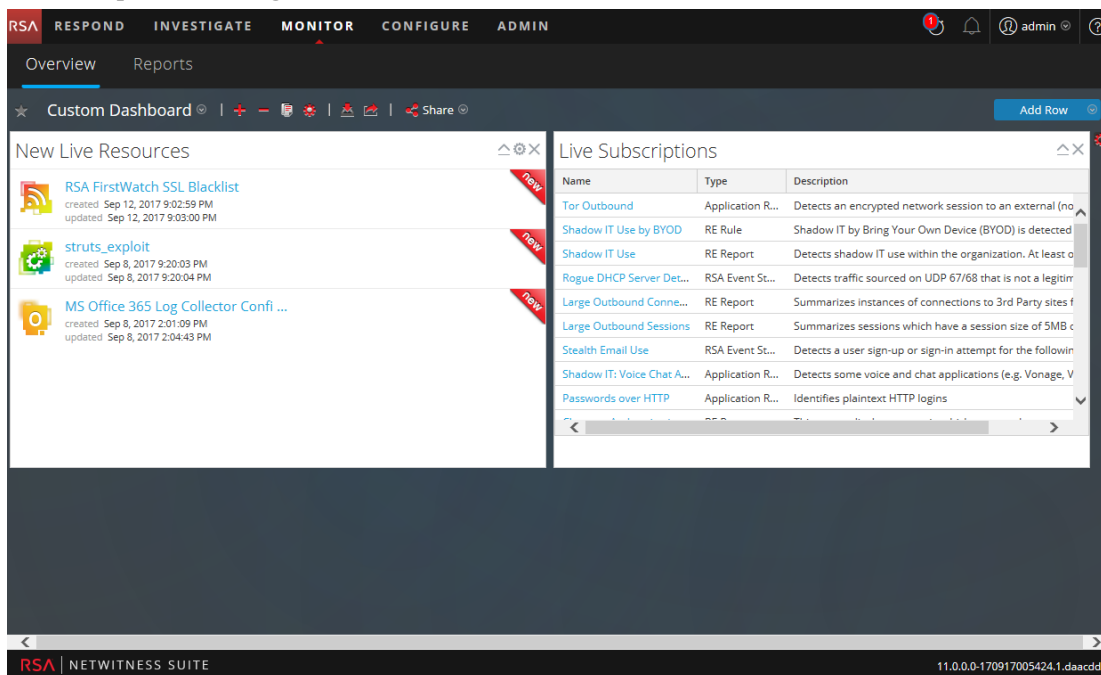 RSA RESPOND INVESTIGATE MONITOR CONFIGURE ADMIN 1 admin ?
Overview Reports
Custom Dashboard Share Add Row
New Live Resources
RSA FirstWatch SSL Blacklist
created Sep 12, 2017 9:02:59 PM
updated Sep 12, 2017 9:03:00 PM
new
struts_exploit
created Sep 8, 2017 9:20:03 PM
updated Sep 8, 2017 9:20:04 PM
new
MS Office 365 Log Collector Confi ...
created Sep 8, 2017 2:01:09 PM
updated Sep 8, 2017 2:04:43 PM
new
Live Subscriptions
Name Type Description
Tor Outbound Application R... Detects an encrypted network session to an external (no
Shadow IT Use by BYOD RE Rule Shadow IT by Bring Your Own Device (BYOD) is detected
Shadow IT Use RE Report Detects shadow IT use within the organization. At least o
Rogue DHCP Server Det... RSA Event St... Detects traffic sourced on UDP 67/68 that is not a legitim
Large Outbound Conne... RE Report Summarizes instances of connections to 3rd Party sites f
Large Outbound Sessions RE Report Summarizes sessions which have a session size of 5MB o
Stealth Email Use RSA Event St... Detects a user sign-up or sign-in attempt for the followin
Shadow IT: Voice Chat A... Application R... Detects some voice and chat applications (e.g. Vonage, V
Passwords over HTTP Application R... Identifies plaintext HTTP logins
RSA NETWITNESS SUITE 11.0.0.0-170917005424.1.daacdd